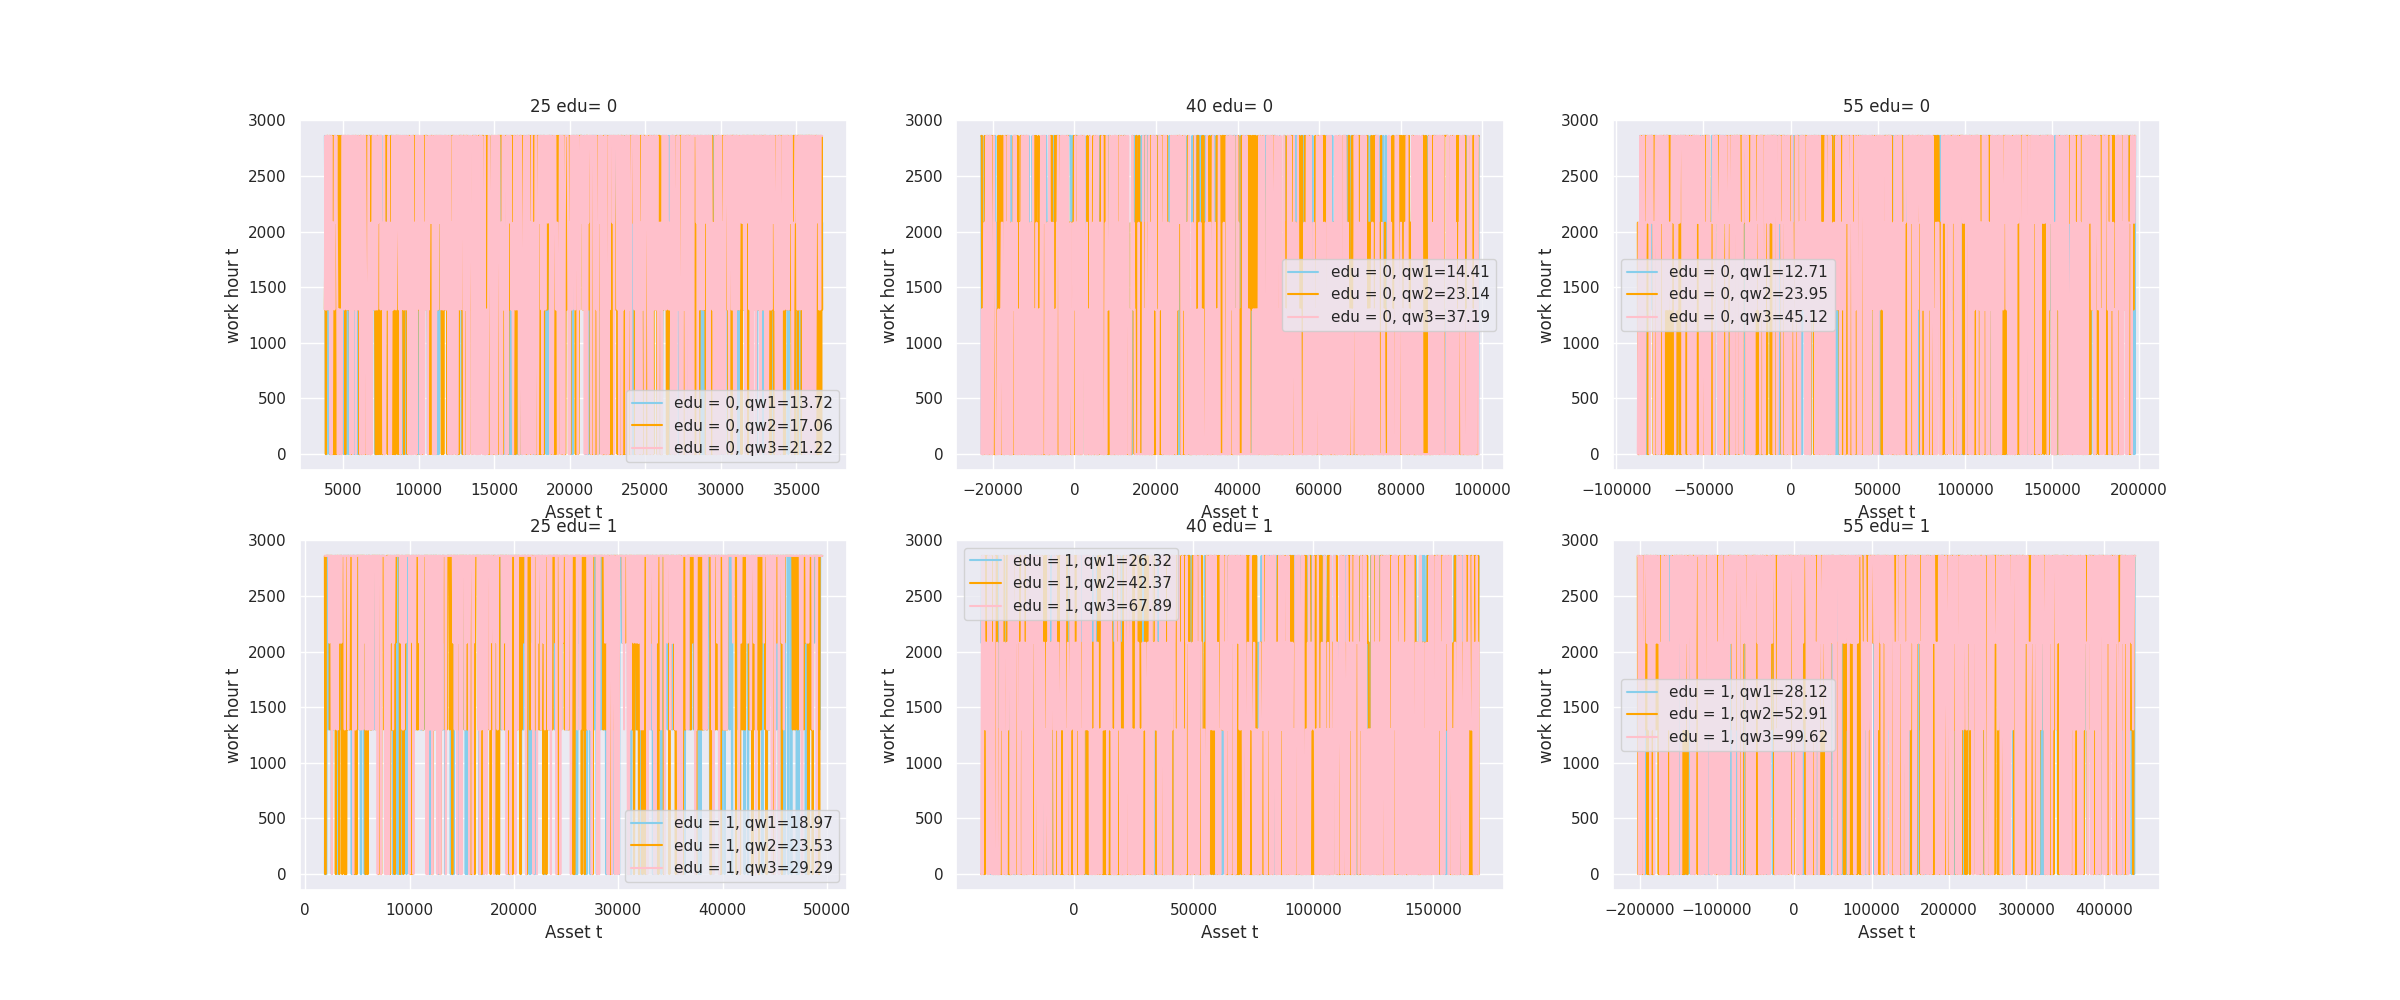 25 edu= 0
3000
2500
2000
1500
1000
500
0
work hour t
edu = 0, qw1=13.72
edu = 0, qw2=17.06
edu = 0, qw3=21.22
5000 10000 15000 20000 25000 30000 35000
Asset t
40 edu= 0
3000
2500
2000
1500
1000
500
0
work hour t
edu = 0, qw1=14.41
edu = 0, qw2=23.14
edu = 0, qw3=37.19
−20000 0 20000 40000 60000 80000 100000
Asset t
55 edu= 0
3000
2500
2000
1500
1000
500
0
work hour t
edu = 0, qw1=12.71
edu = 0, qw2=23.95
edu = 0, qw3=45.12
−100000 −50000 0 50000 100000 150000 200000
Asset t
25 edu= 1
3000
2500
2000
1500
1000
500
0
work hour t
edu = 1, qw1=18.97
edu = 1, qw2=23.53
edu = 1, qw3=29.29
0 10000 20000 30000 40000 50000
Asset t
40 edu= 1
3000
2500
2000
1500
1000
500
0
work hour t
edu = 1, qw1=26.32
edu = 1, qw2=42.37
edu = 1, qw3=67.89
0 50000 100000 150000
Asset t
55 edu= 1
3000
2500
2000
1500
1000
500
0
work hour t
edu = 1, qw1=28.12
edu = 1, qw2=52.91
edu = 1, qw3=99.62
−200000 −100000 0 100000 200000 300000 400000
Asset t